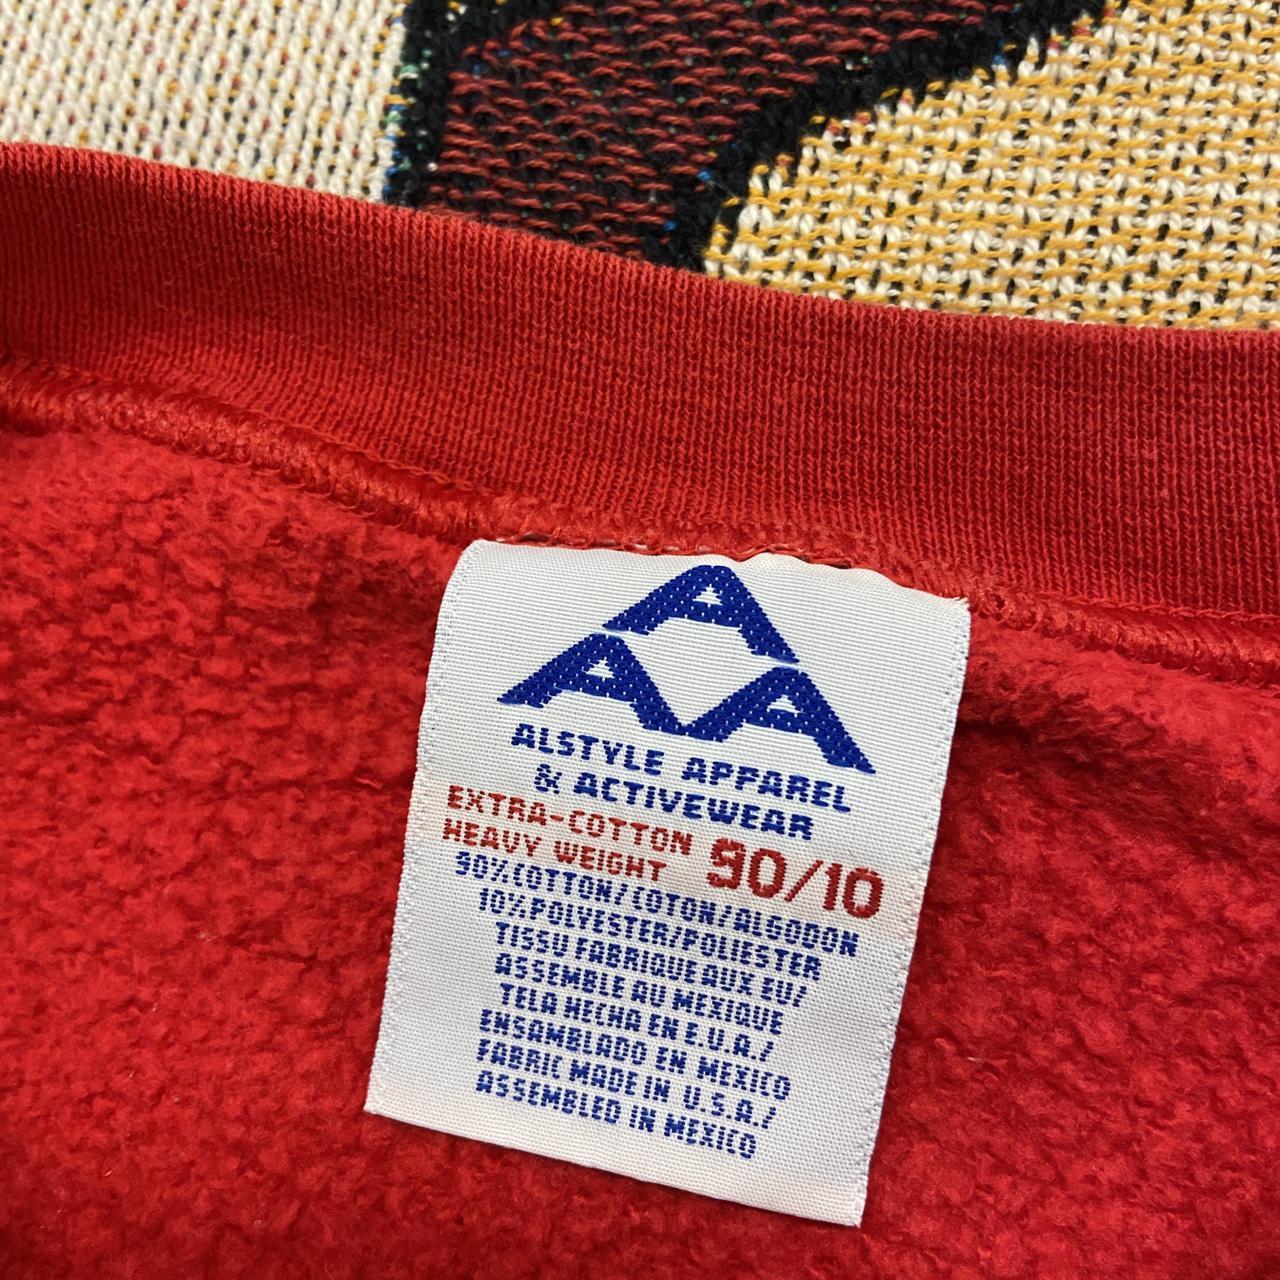 A
A A
ALSTYLE APPAREL
& ACTIVEWEAR
EXTRA-COTTON
HEAVY WEIGHT 90/10
90% COTTON/COTON/ALGODON
10% POLYESTER/POLIESTER
TISSU FABRIQUE AUX EU/
ASSEMBLE AU MEXIQUE
TELA HECHA EN E.U.A./
ENSAMBLADO EN MEXICO
FABRIC MADE IN U.S.A./
ASSEMBLED IN MEXICO